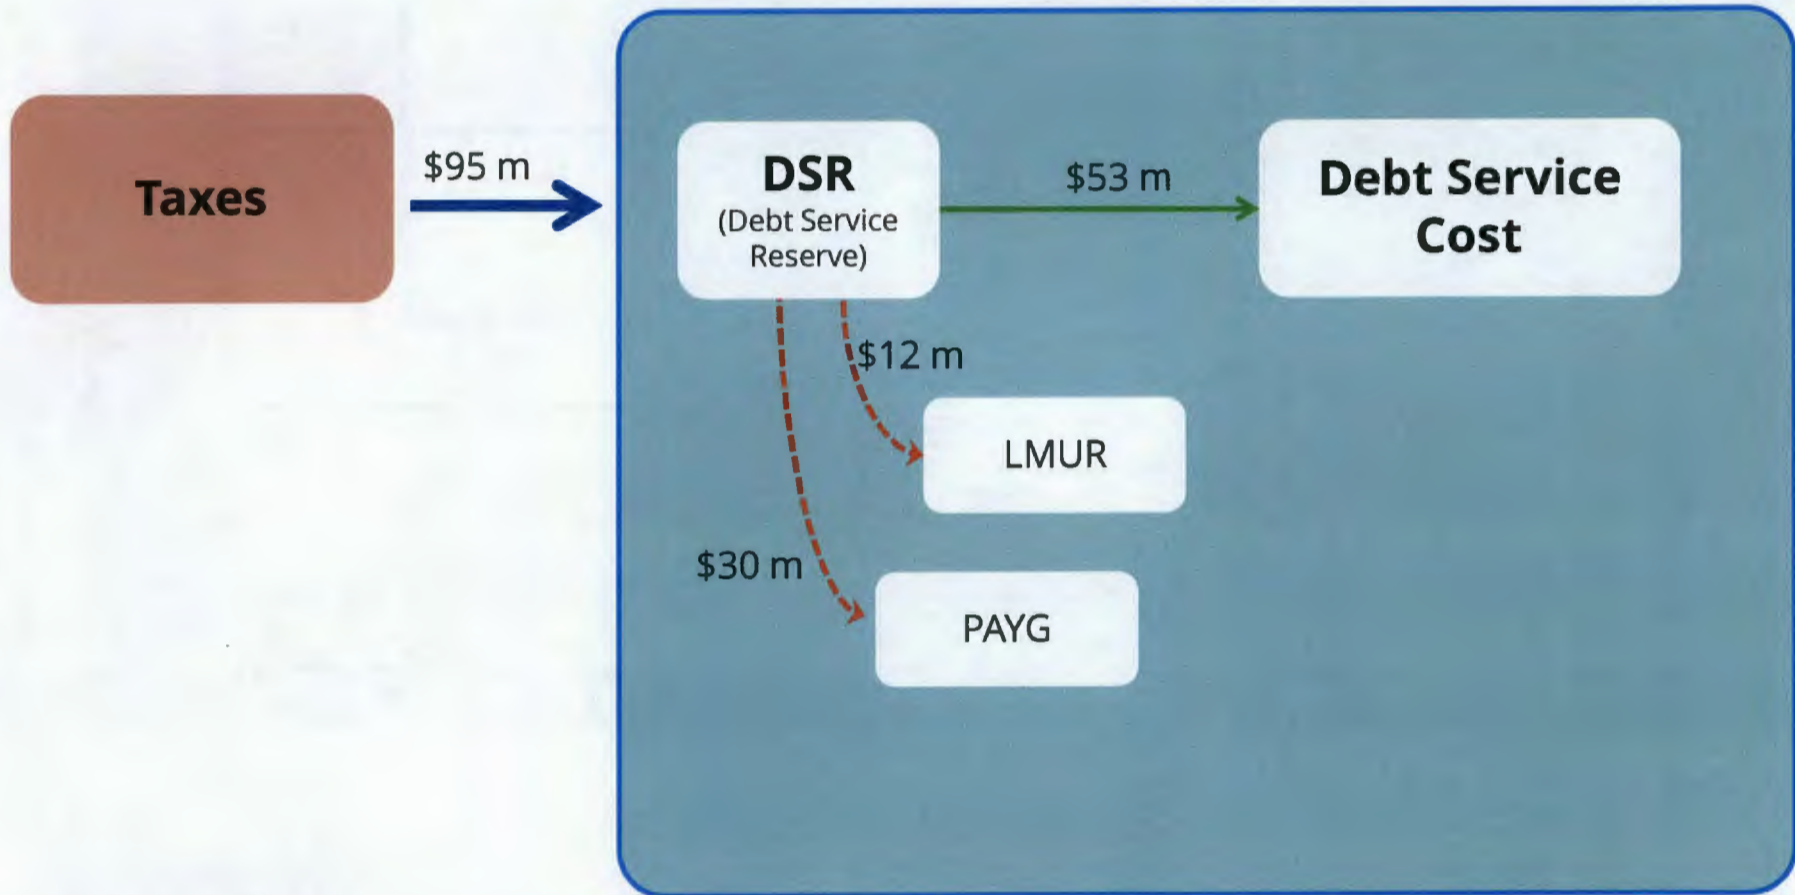 Taxes
$95 m
DSR
(Debt Service
Reserve)
$53 m
Debt Service
Cost
$12 m
LMUR
$30 m
PAYG